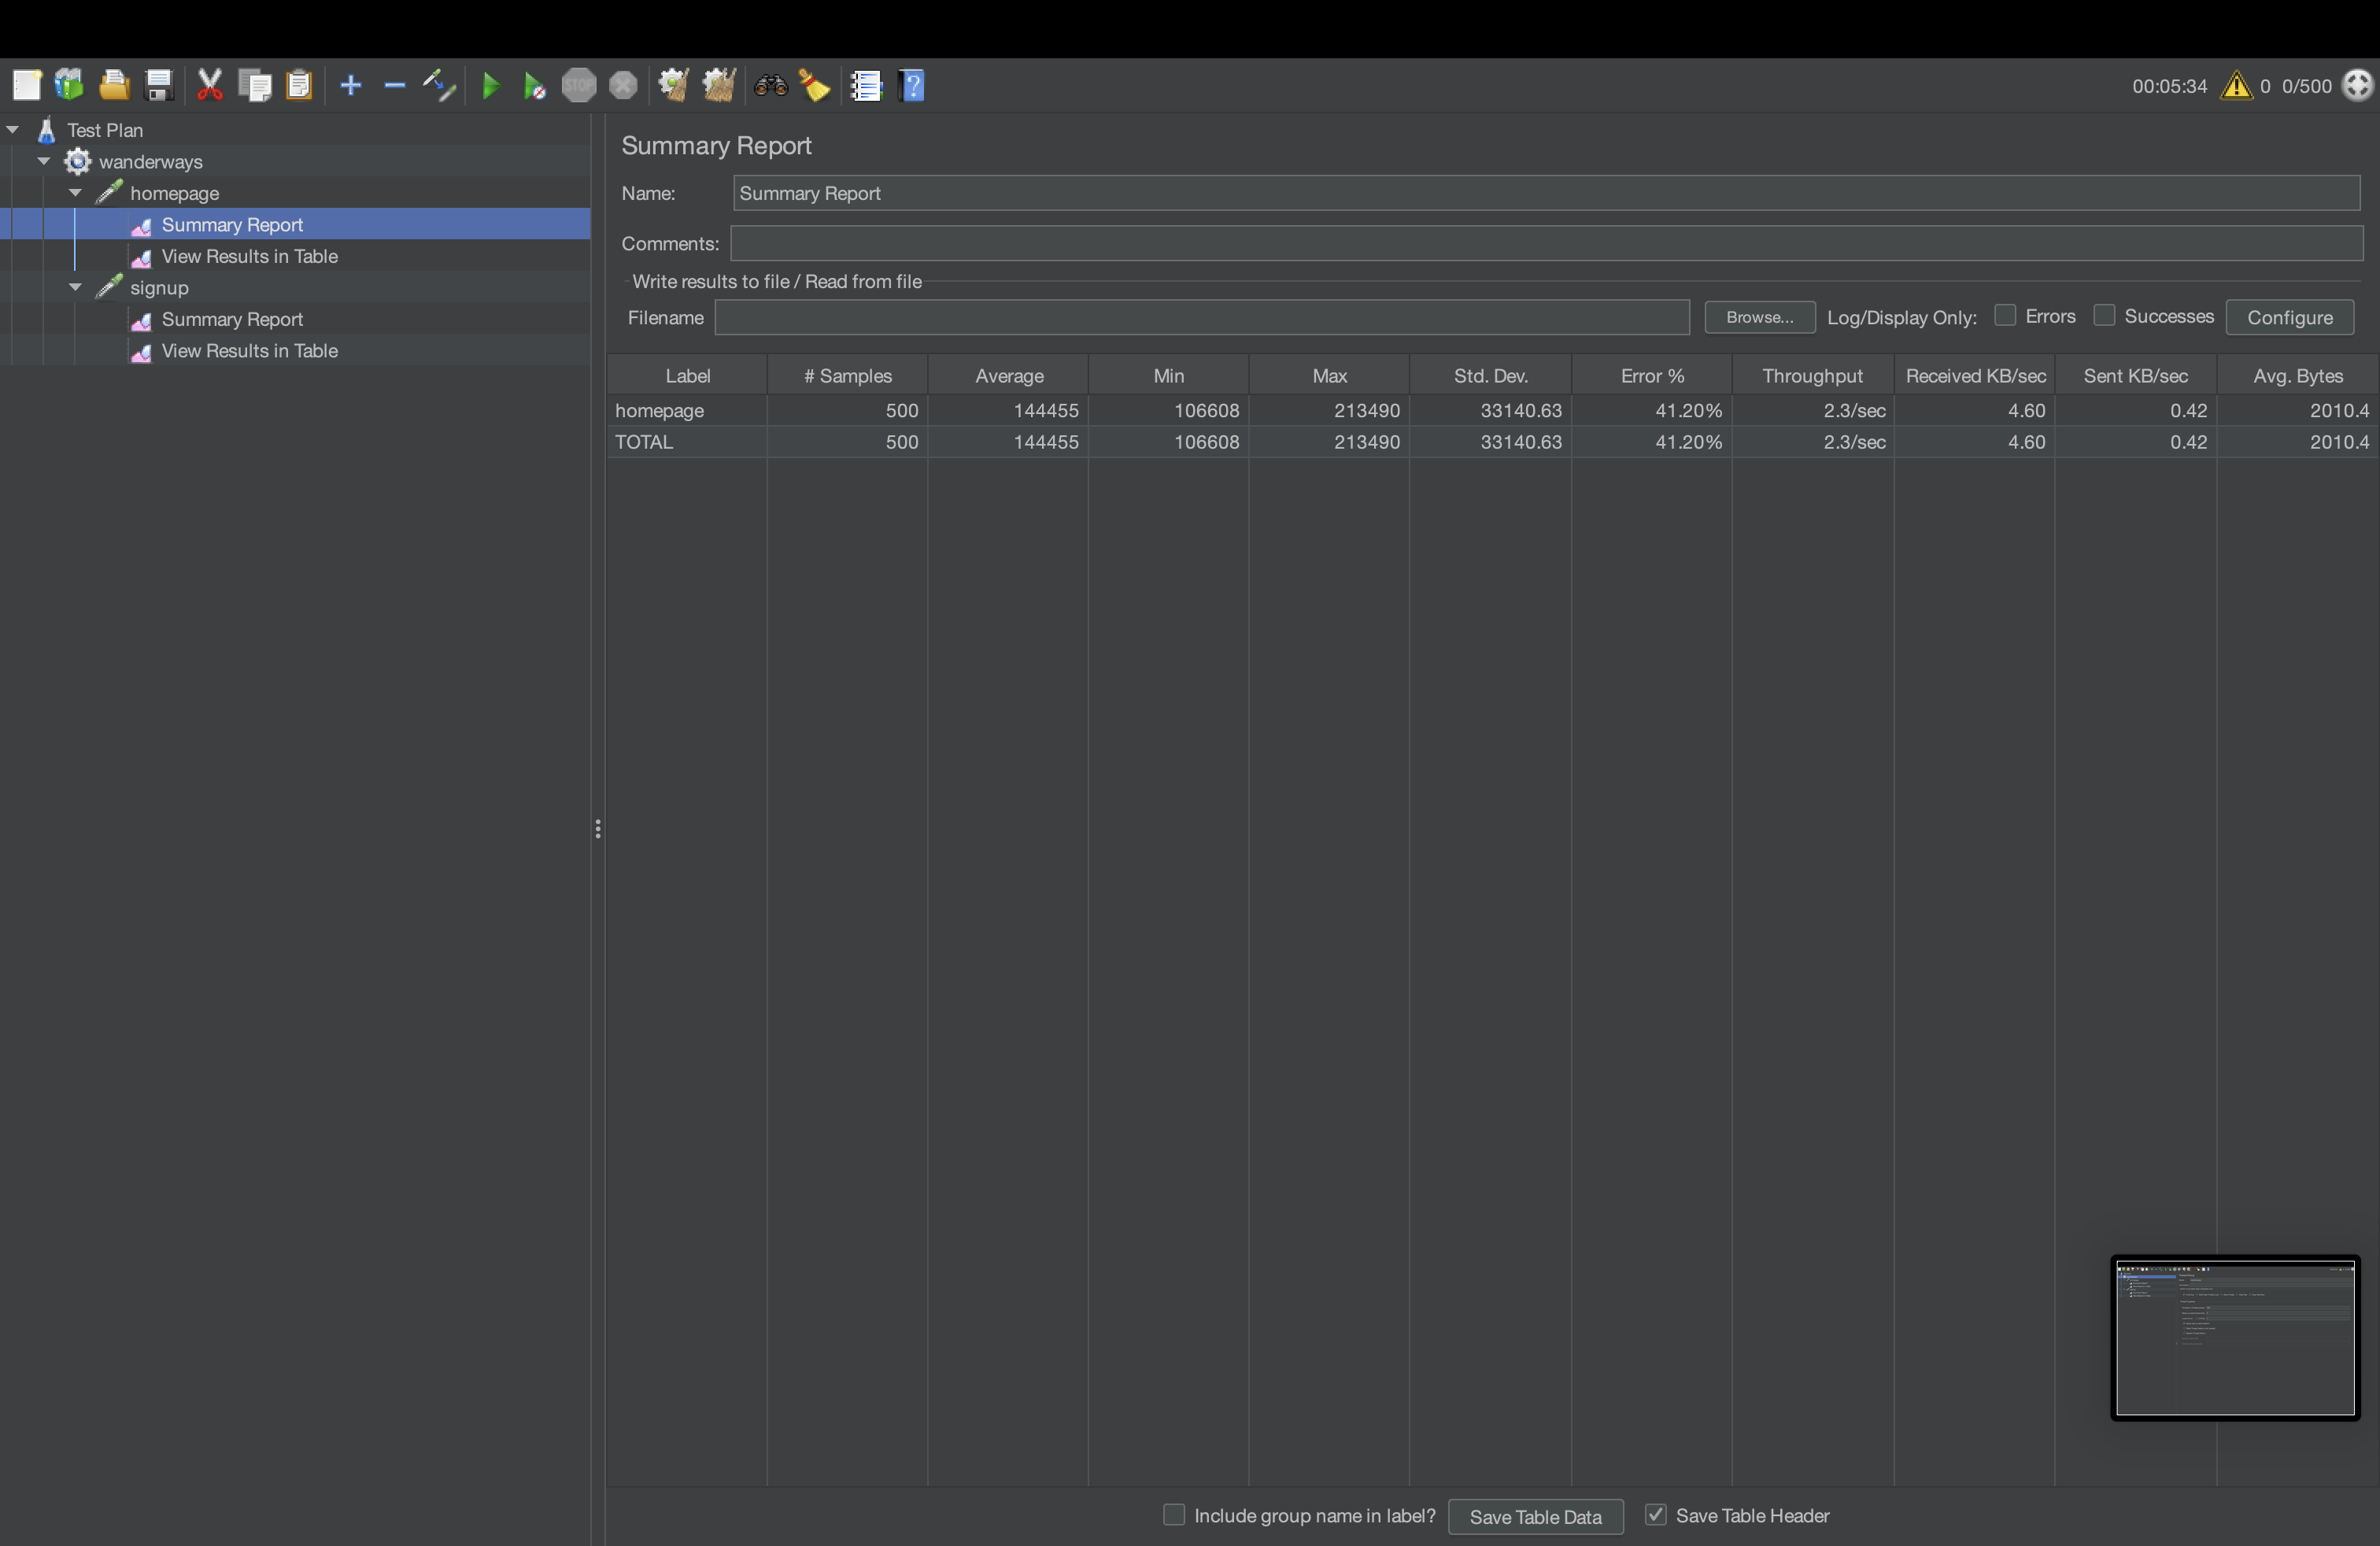 STOP
?
00:05:34 0 0/500
Test Plan
wanderways
homepage
Summary Report
View Results in Table
signup
Summary Report
View Results in Table
Summary Report
Name: Summary Report
Comments:
Write results to file / Read from file
Filename Browse... Log/Display Only: Errors Successes Configure
Label # Samples Average Min Max Std. Dev. Error % Throughput Received KB/sec Sent KB/sec Avg. Bytes
homepage 500 144455 106608 213490 33140.63 41.20% 2.3/sec 4.60 0.42 2010.4
TOTAL 500 144455 106608 213490 33140.63 41.20% 2.3/sec 4.60 0.42 2010.4
Include group name in label? Save Table Data Save Table Header